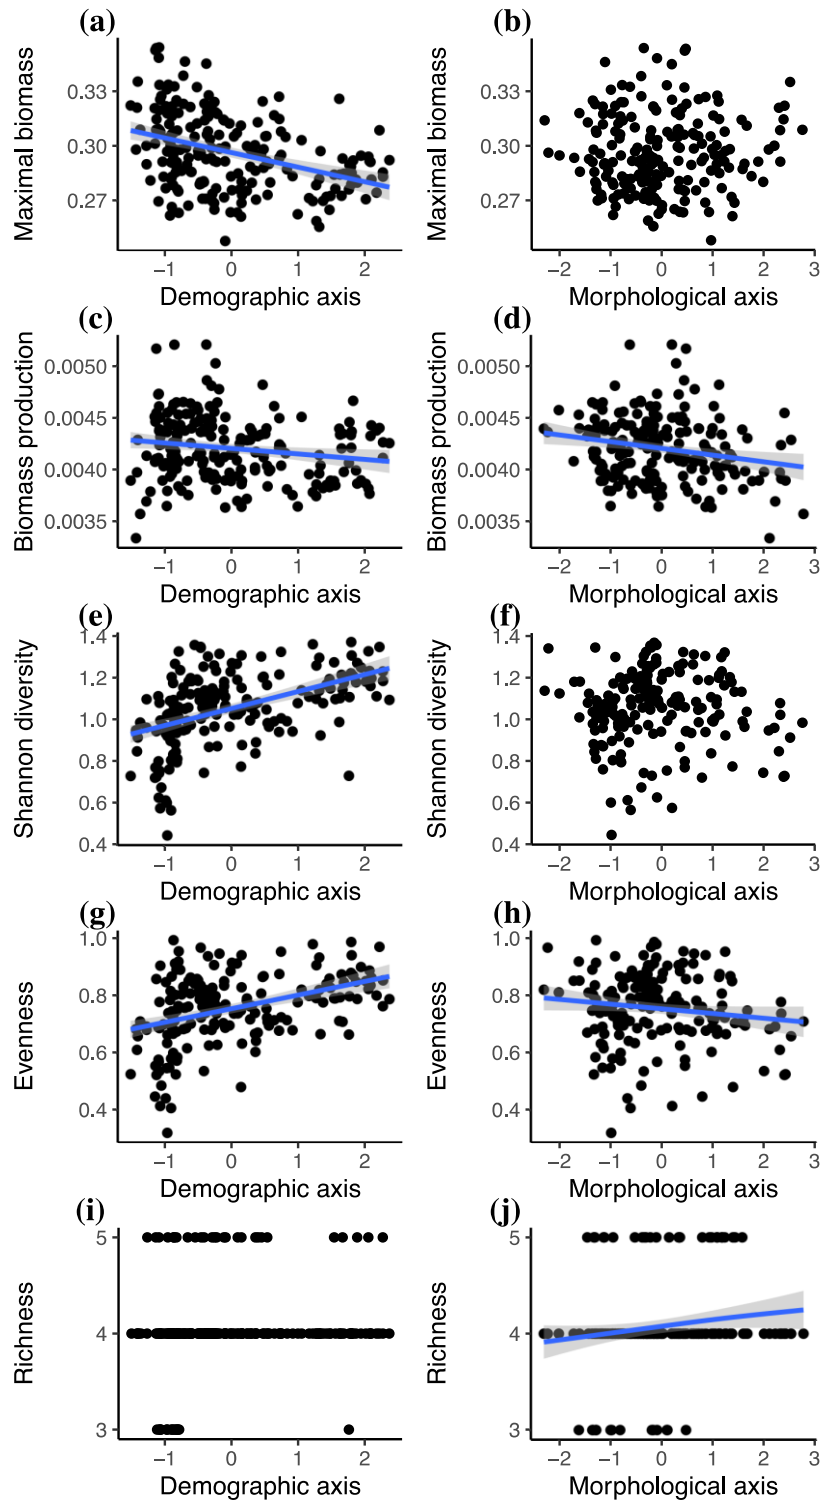 (a)
Maximal biomass
0.33
0.30
0.27
−1 0 1 2
Demographic axis
(b)
Maximal biomass
0.33
0.30
0.27
−2 −1 0 1 2 3
Morphological axis
(c)
Biomass production
0.0050
0.0045
0.0040
0.0035
−1 0 1 2
Demographic axis
(d)
Biomass production
0.0050
0.0045
0.0040
0.0035
−2 −1 0 1 2 3
Morphological axis
(e)
Shannon diversity
1.4
1.2
1.0
0.8
0.6
0.4
−1 0 1 2
Demographic axis
(f)
Shannon diversity
1.4
1.2
1.0
0.8
0.6
0.4
−2 −1 0 1 2 3
Morphological axis
(g)
Evenness
1.0
0.8
0.6
0.4
−1 0 1 2
Demographic axis
(h)
Evenness
1.0
0.8
0.6
0.4
−2 −1 0 1 2 3
Morphological axis
(i)
Richness
5
4
3
−1 0 1 2
Demographic axis
(j)
Richness
5
4
3
−2 −1 0 1 2 3
Morphological axis